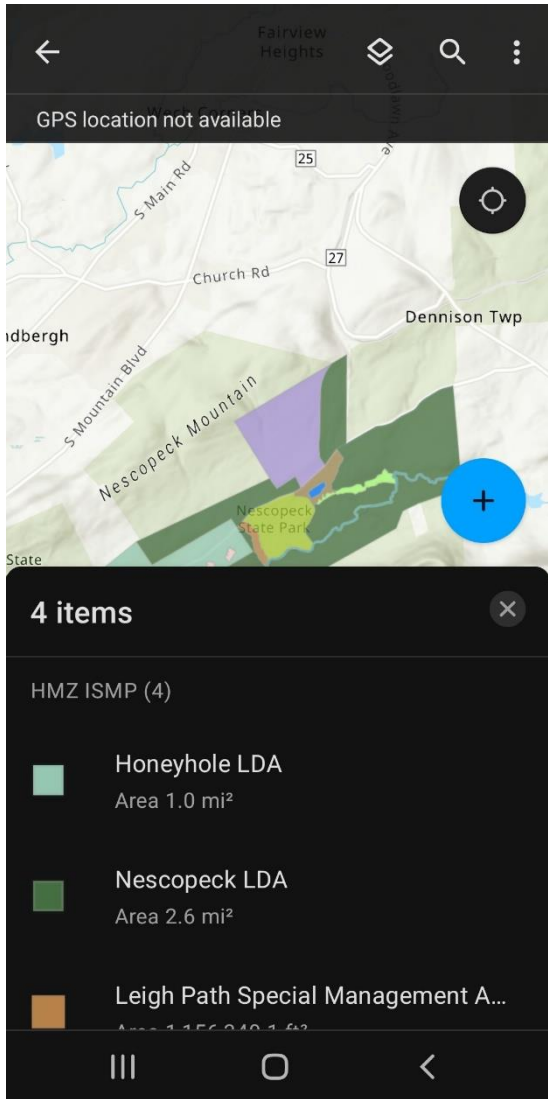 Fairview
Heights
GPS location not available
25
S Main Rd
27
Church Rd
Dennison Twp
ndbergh
S Mountain Blvd
Nescopeck Mountain
Nescopeck
State Park
State
4 items
HMZ ISMP (4)
Honeyhole LDA
Area 1.0 mi²
Nescopeck LDA
Area 2.6 mi²
Leigh Path Special Management A...